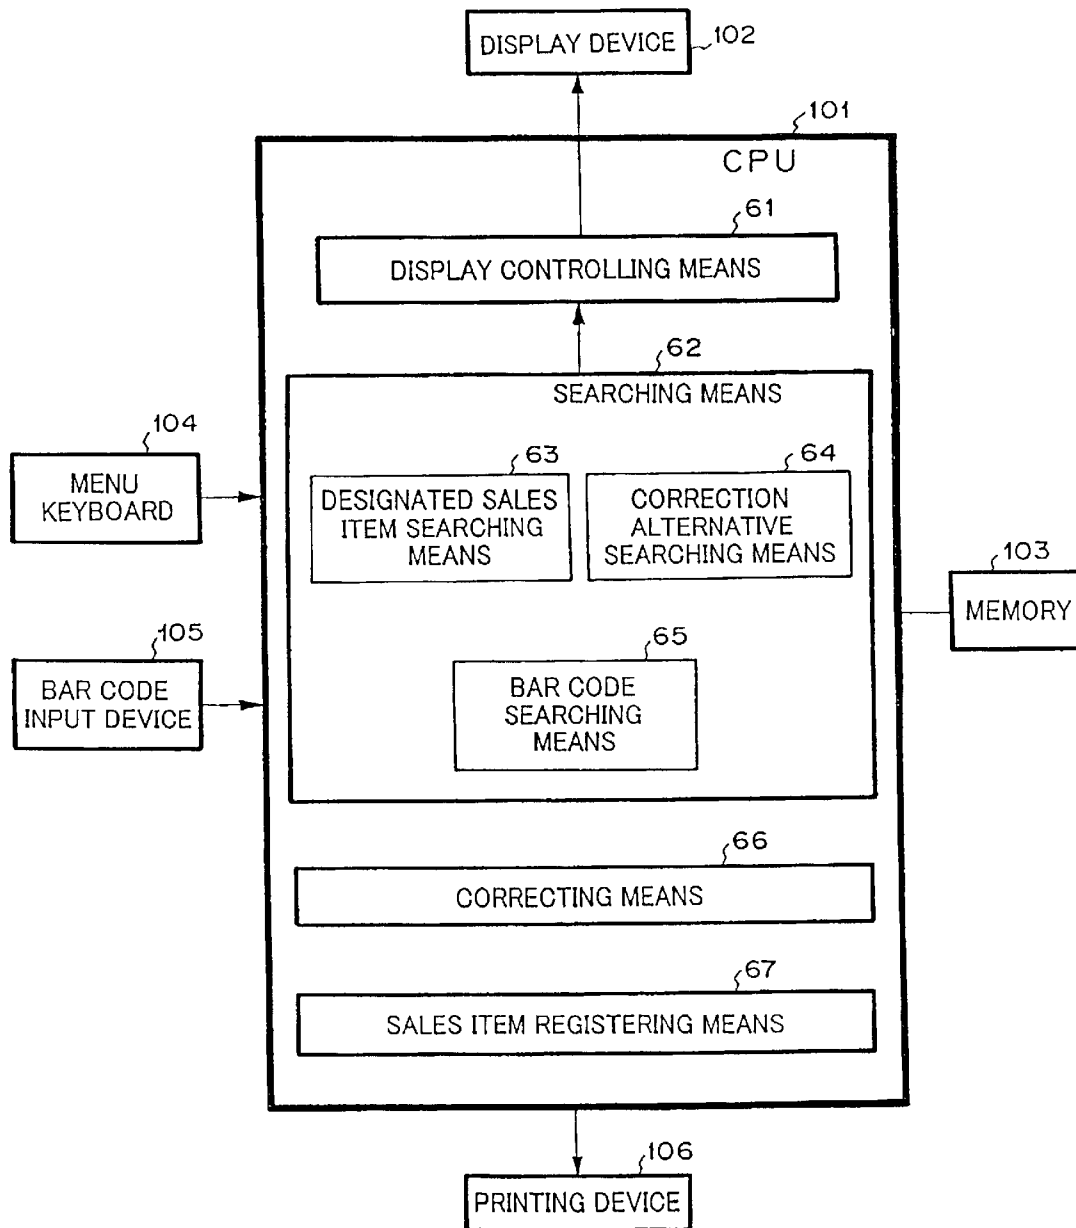 DISPLAY DEVICE
102
101
CPU
61
DISPLAY CONTROLLING MEANS
62
SEARCHING MEANS
104
MENU
KEYBOARD
63
DESIGNATED SALES
ITEM SEARCHING
MEANS
64
CORRECTION
ALTERNATIVE
SEARCHING MEANS
103
MEMORY
105
BAR CODE
INPUT DEVICE
65
BAR CODE
SEARCHING
MEANS
66
CORRECTING MEANS
67
SALES ITEM REGISTERING MEANS
106
PRINTING DEVICE